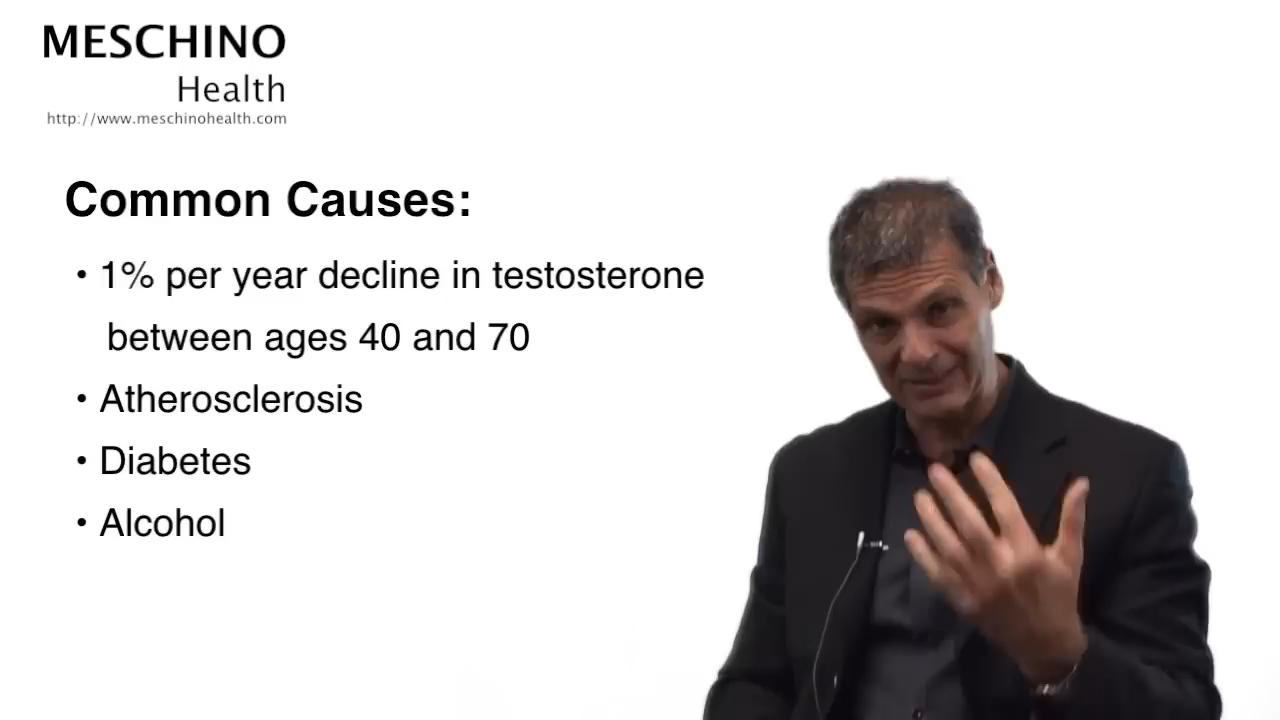 MESCHINO
Health
http://www.meschinohealth.com
Common Causes:
• 1% per year decline in testosterone
between ages 40 and 70
• Atherosclerosis
• Diabetes
• Alcohol